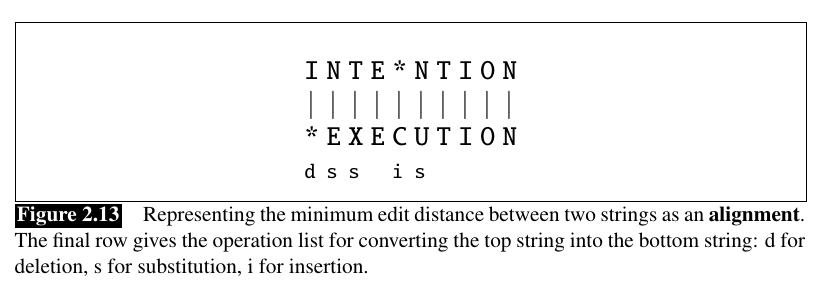 I N T E * N T I O N
| | | | | | | | | |
* E X E C U T I O N
d s s   i s
Figure 2.13 Representing the minimum edit distance between two strings as an alignment.
The final row gives the operation list for converting the top string into the bottom string: d for
deletion, s for substitution, i for insertion.